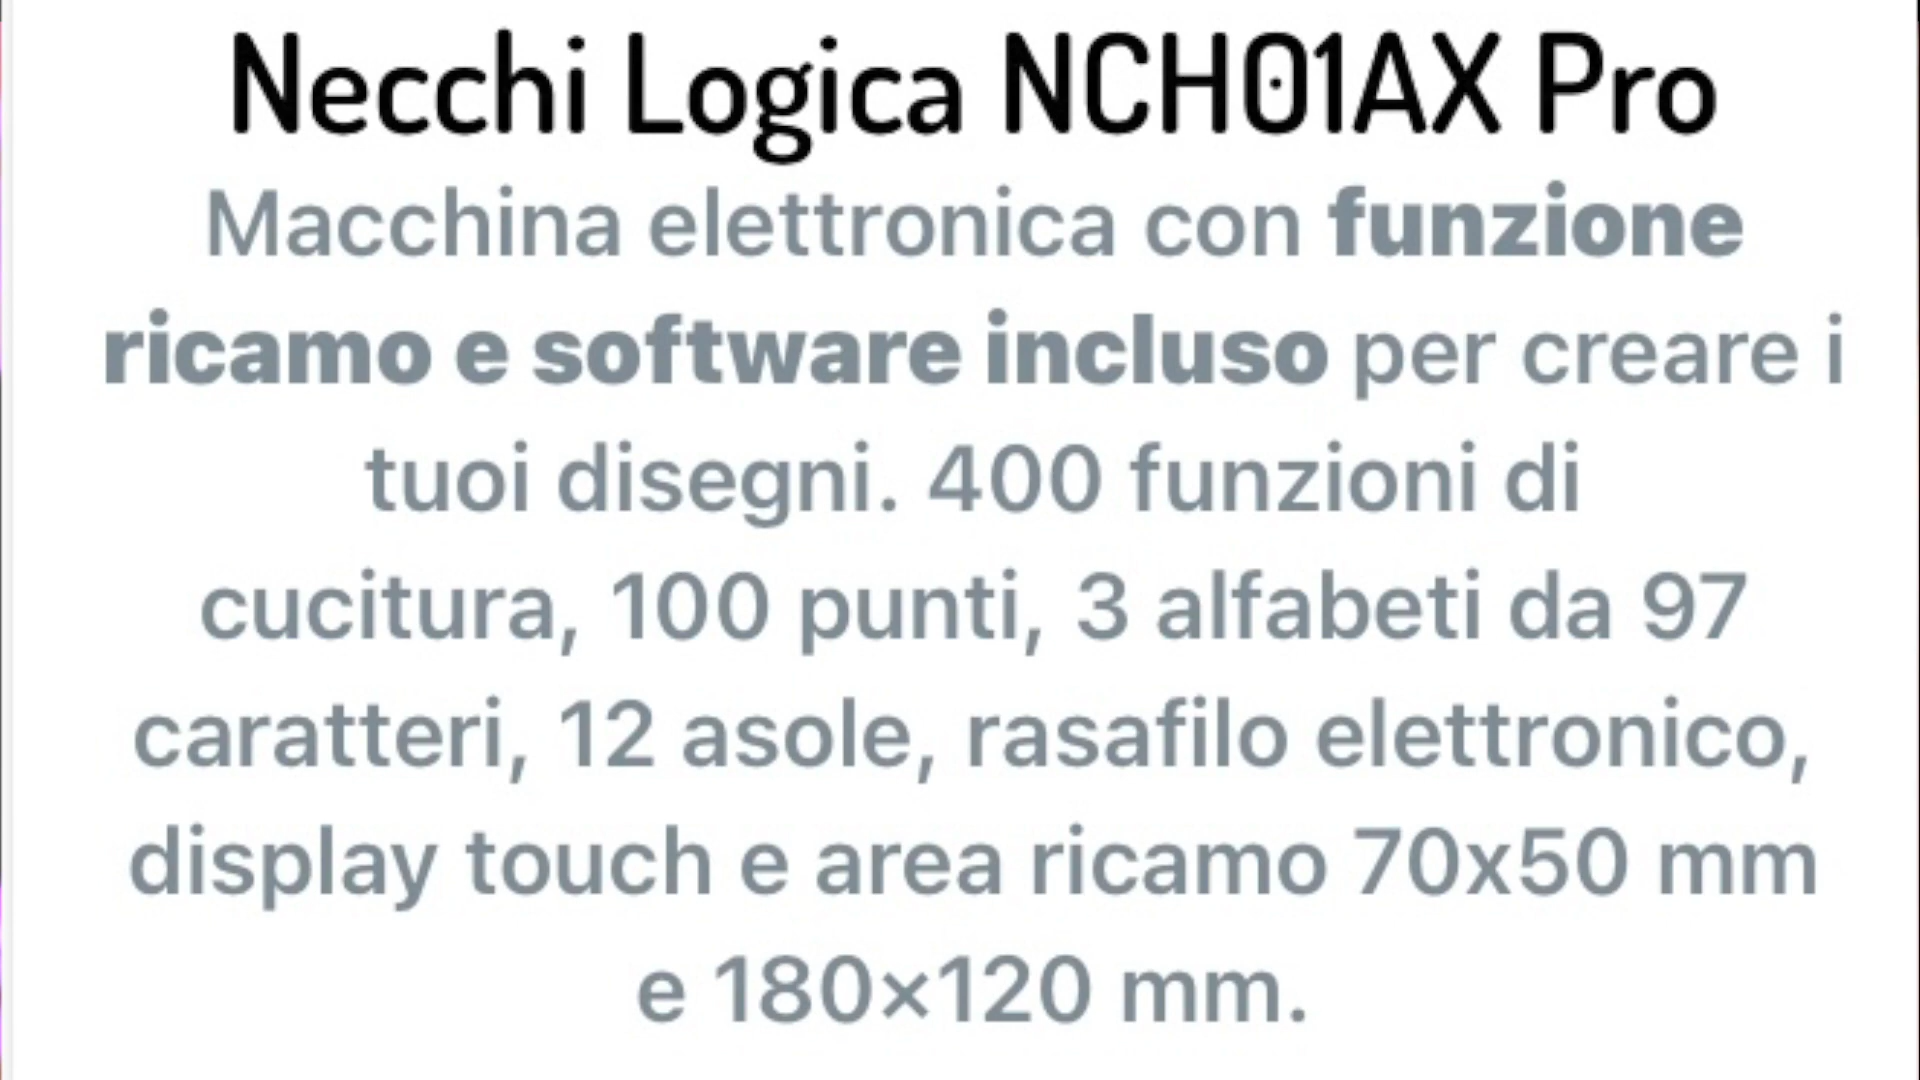 Necchi Logica NCH01AX Pro
Macchina elettronica con funzione
ricamo e software incluso per creare i
tuoi disegni. 400 funzioni di
cucitura, 100 punti, 3 alfabeti da 97
caratteri, 12 asole, rasafilo elettronico,
display touch e area ricamo 70x50 mm
e 180×120 mm.